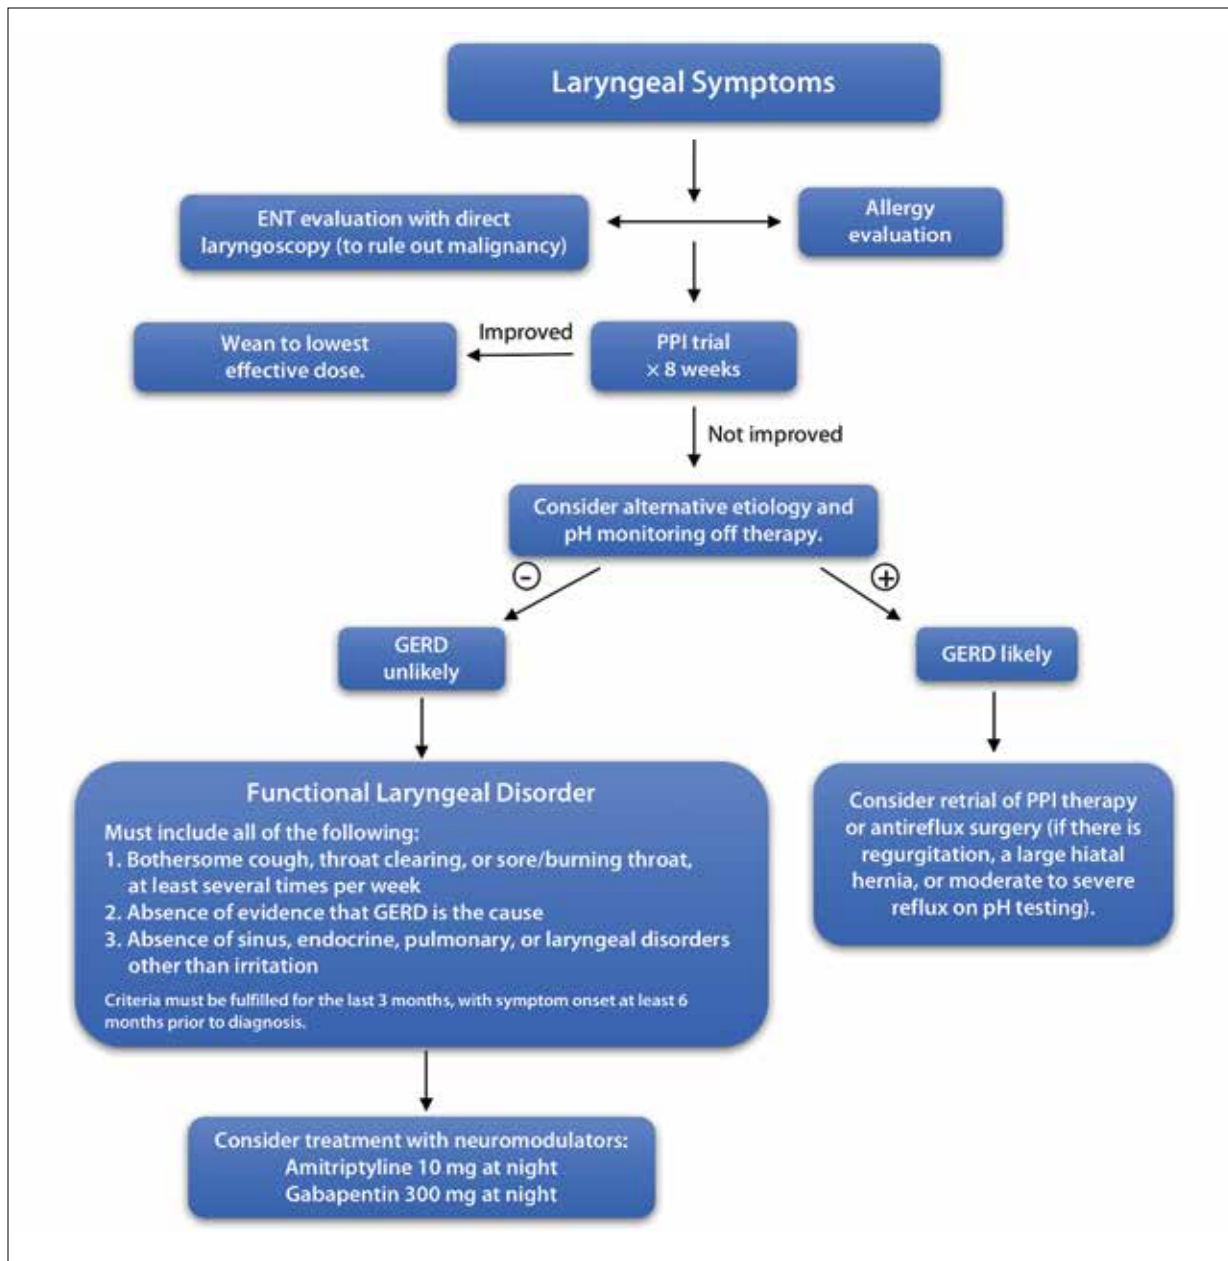 Laryngeal Symptoms
ENT evaluation with direct
laryngoscopy (to rule out malignancy)
Allergy
evaluation
Wean to lowest
effective dose.
Improved
PPI trial
× 8 weeks
Not improved
Consider alternative etiology and
pH monitoring off therapy.
-
+
GERD
unlikely
GERD likely
Functional Laryngeal Disorder
Must include all of the following:
1. Bothersome cough, throat clearing, or sore/burning throat,
at least several times per week
2. Absence of evidence that GERD is the cause
3. Absence of sinus, endocrine, pulmonary, or laryngeal disorders
other than irritation
Criteria must be fulfilled for the last 3 months, with symptom onset at least 6
months prior to diagnosis.
Consider retrial of PPI therapy
or antireflux surgery (if there is
regurgitation, a large hiatal
hernia, or moderate to severe
reflux on pH testing).
Consider treatment with neuromodulators:
Amitriptyline 10 mg at night
Gabapentin 300 mg at night